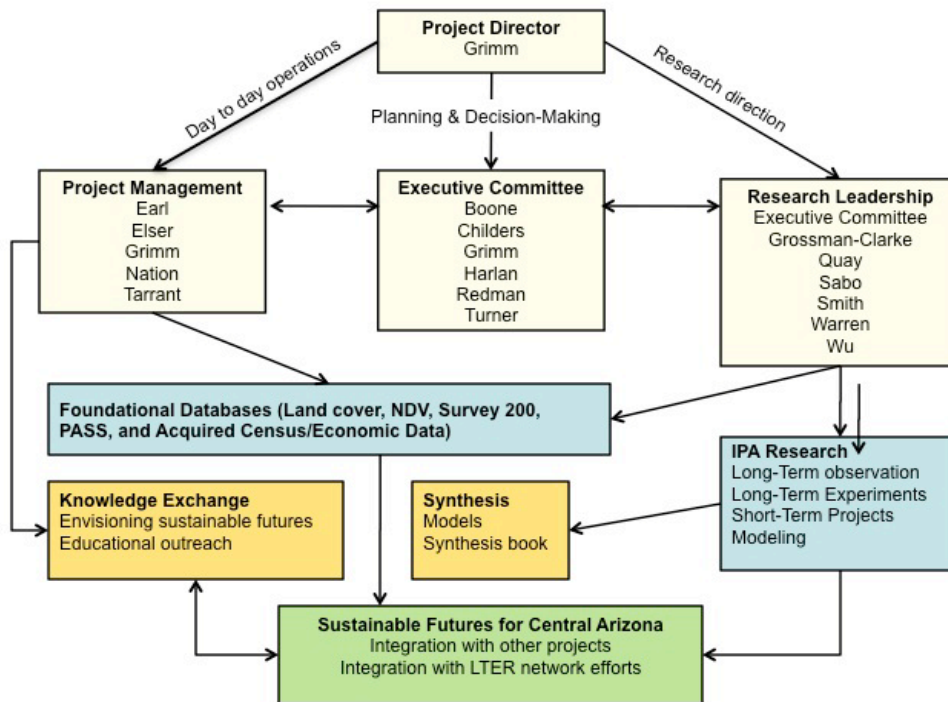 Project Director
Grimm
Day to day operations
Planning & Decision-Making
Research direction
Project Management
Earl
Elser
Grimm
Nation
Tarrant
Executive Committee
Boone
Childers
Grimm
Harlan
Redman
Turner
Research Leadership
Executive Committee
Grossman-Clarke
Quay
Sabo
Smith
Warren
Wu
Foundational Databases (Land cover, NDV, Survey 200,
PASS, and Acquired Census/Economic Data)
IPA Research
Long-Term observation
Long-Term Experiments
Short-Term Projects
Modeling
Knowledge Exchange
Envisioning sustainable futures
Educational outreach
Synthesis
Models
Synthesis book
Sustainable Futures for Central Arizona
Integration with other projects
Integration with LTER network efforts